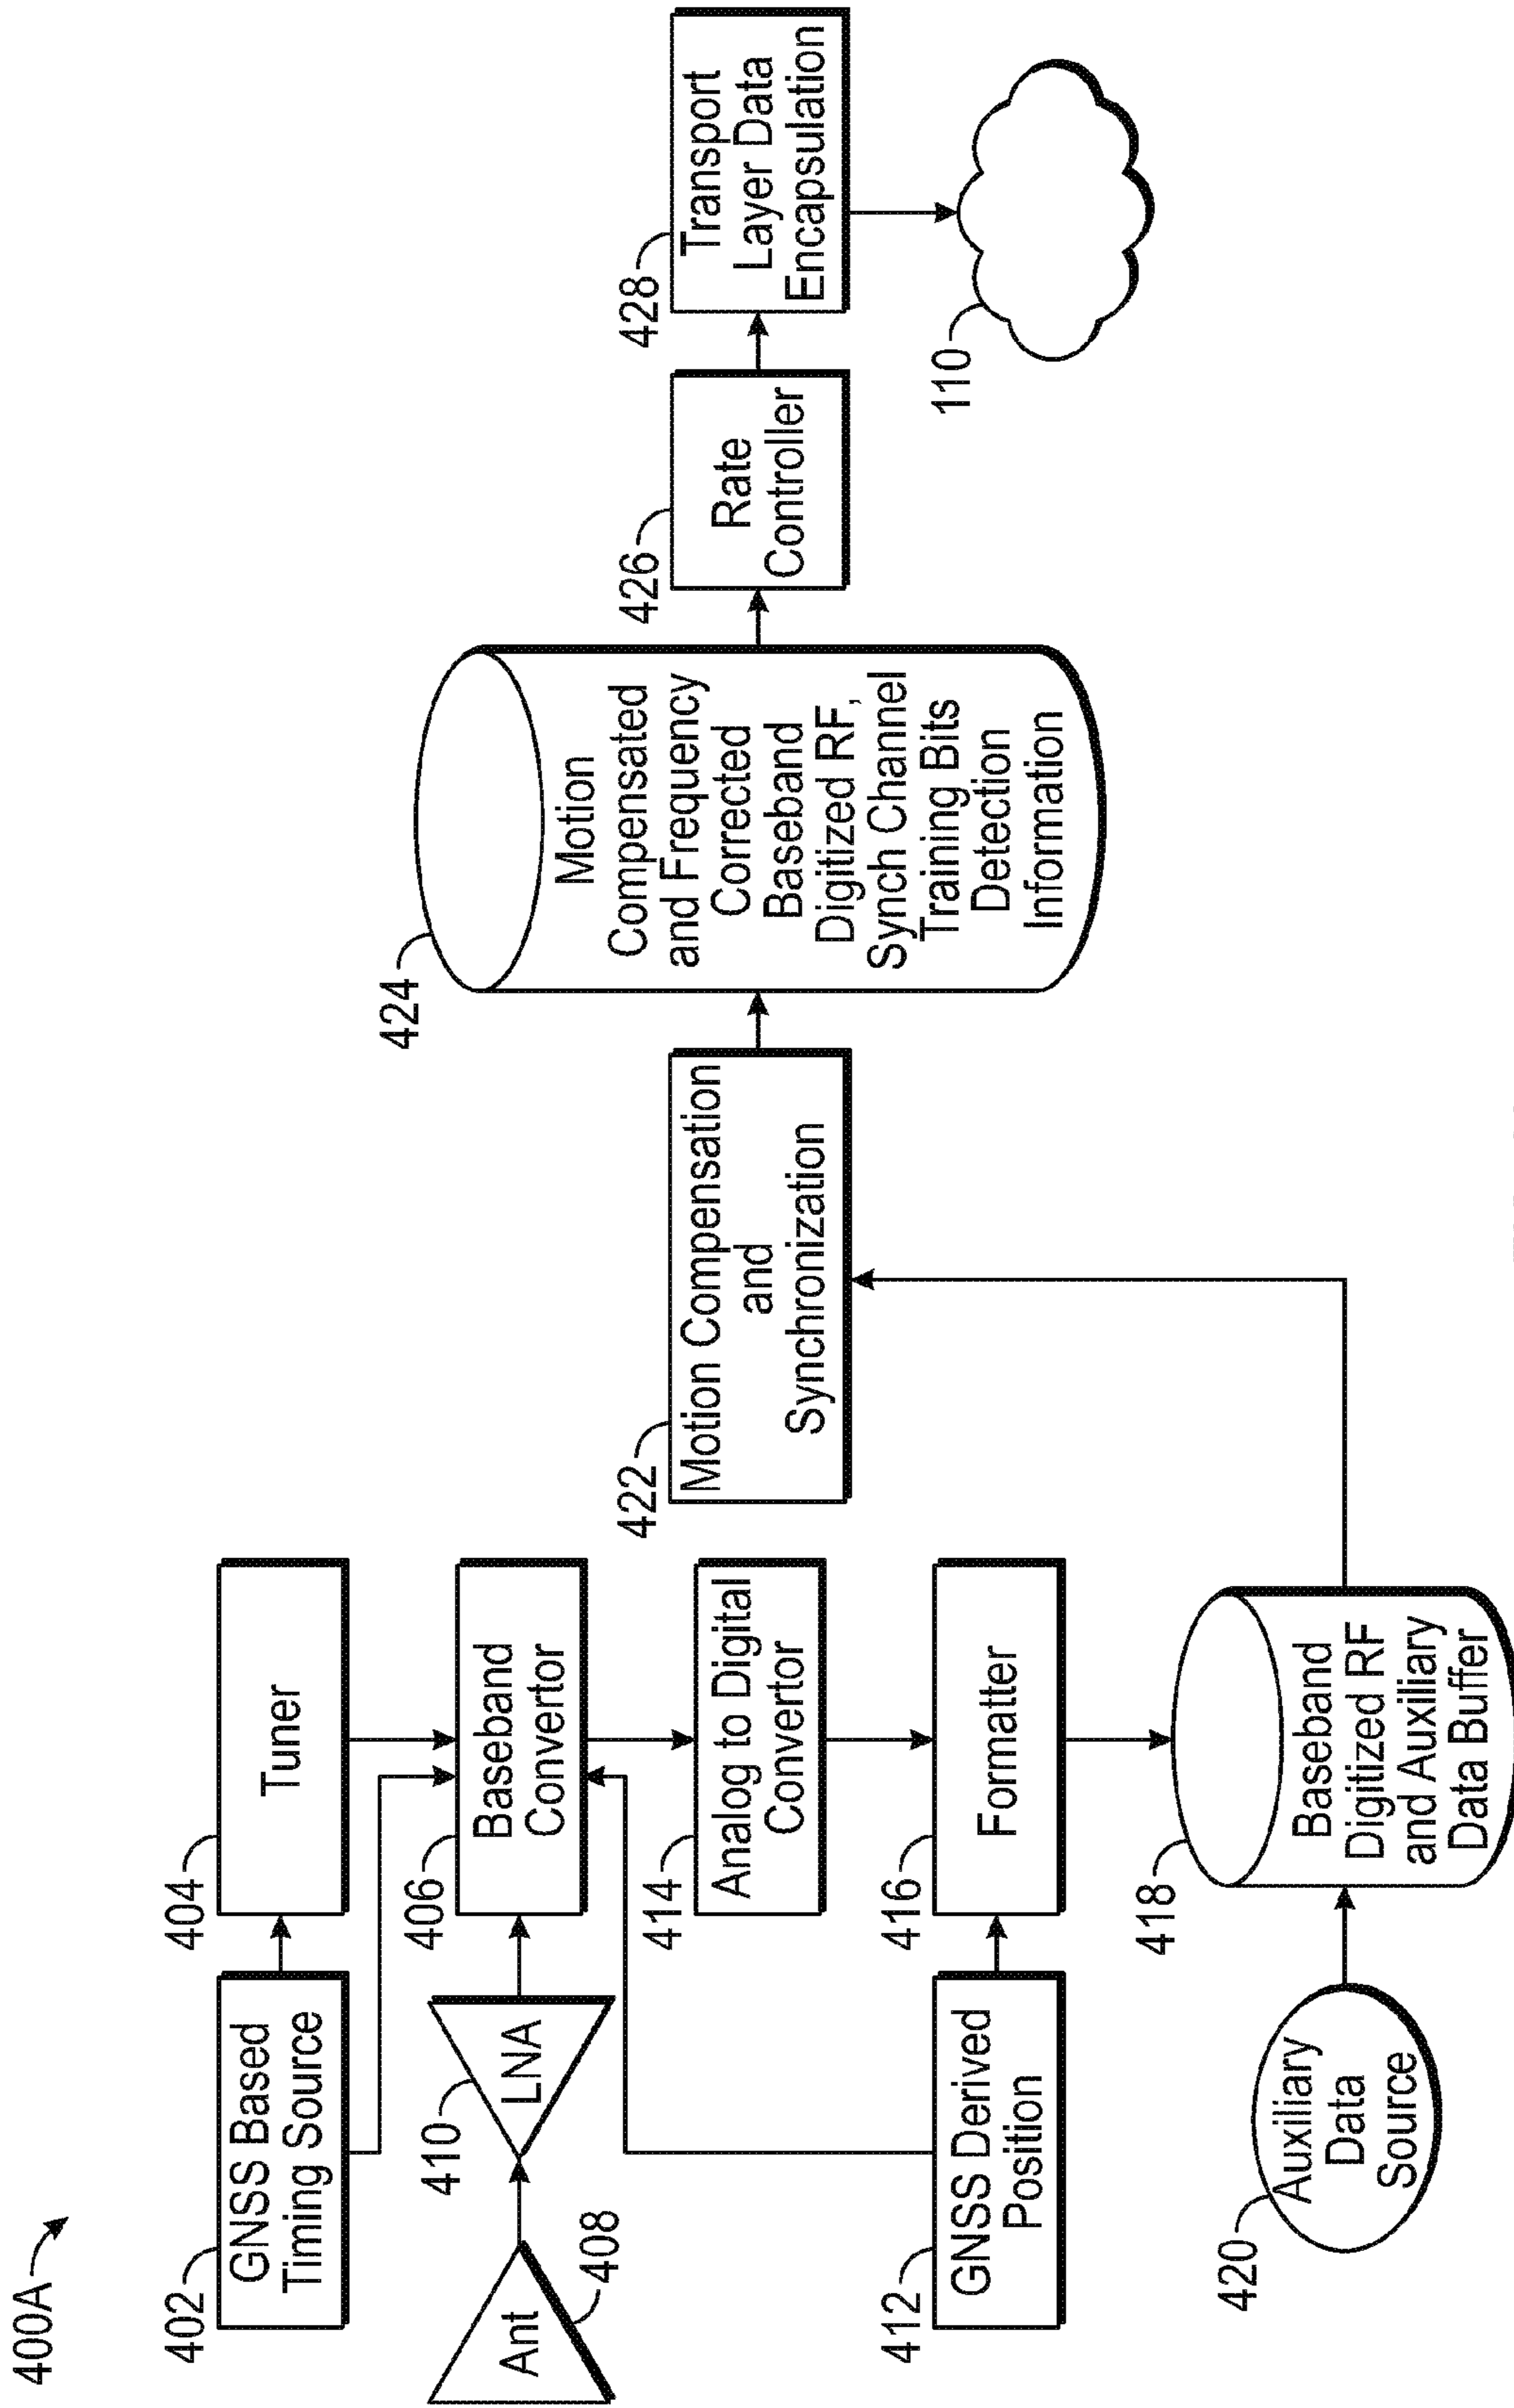 400A
402
GNSS Based
Timing Source
404
Tuner
406
Baseband
Convertor
408
Ant
410
LNA
412
GNSS Derived
Position
414
Analog to Digital
Convertor
416
Formatter
418
Baseband
Digitized RF
and Auxiliary
Data Buffer
420
Auxiliary
Data
Source
422
Motion Compensation
and
Synchronization
424
Motion
Compensated
and Frequency
Corrected
Baseband
Digitized RF,
Synch Channel
Training Bits
Detection
Information
426
Rate
Controller
428
Transport
Layer Data
Encapsulation
110